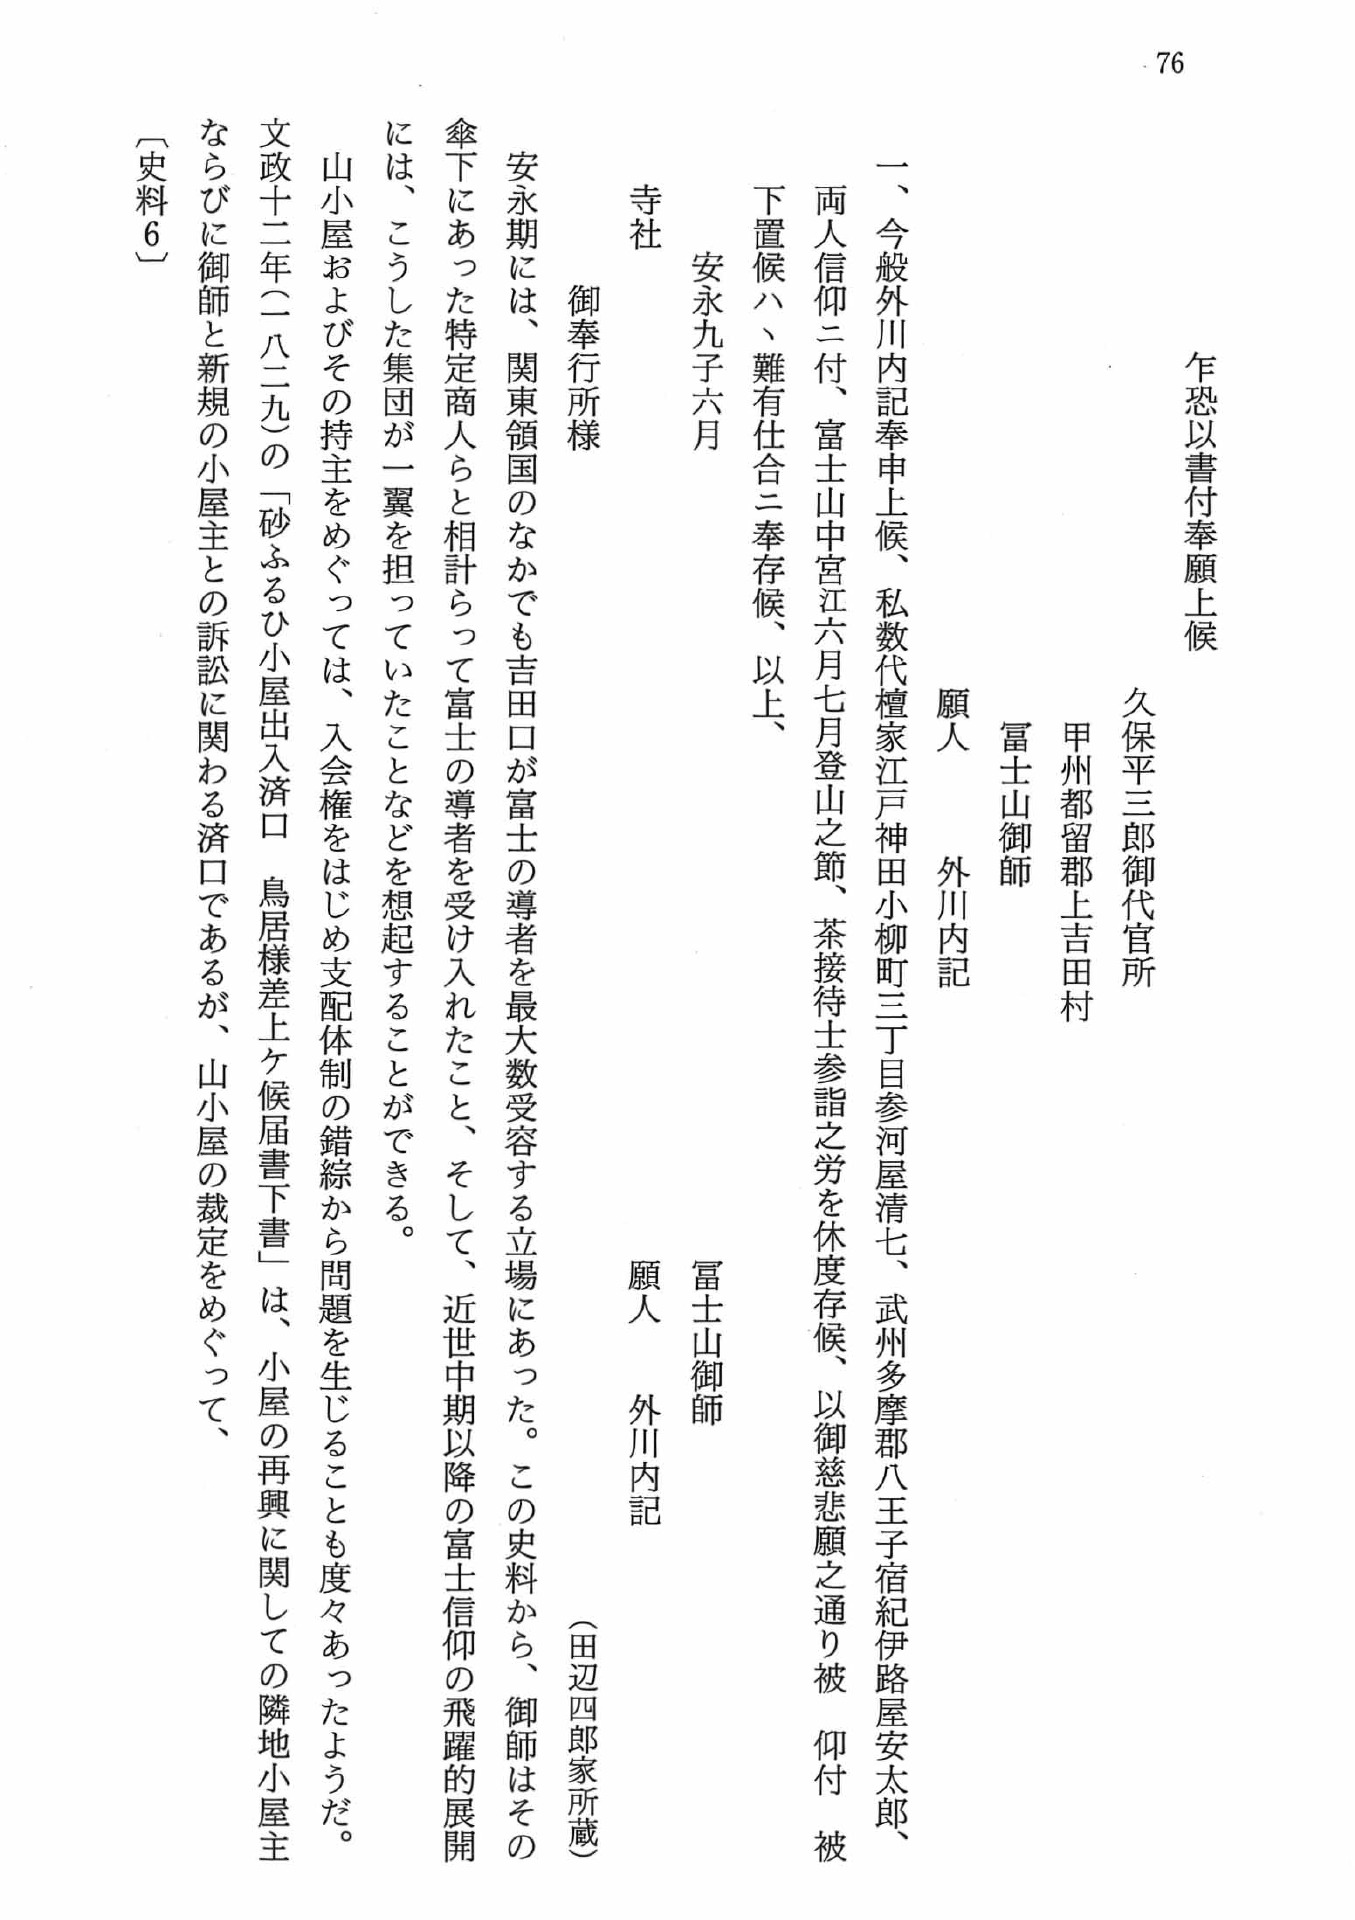 76
乍恐以書付奉願上候
久保平三郎御代官所
甲州都留郡上吉田村
冨士山御師
願人　外川内記
一、今般外川内記奉申上候、私数代檀家江戸神田小柳町三丁目参河屋清七、武州多摩郡八王子宿紀伊路屋安太郎、
両人信仰ニ付、富士山中宮江六月七月登山之節、茶接待士参詣之労を休度存候、以御慈悲願之通り被　仰付　被
下置候ハヽ難有仕合ニ奉存候、以上、
安永九子六月　冨士山御師
寺社　願人　外川内記
御奉行所様　（田辺四郎家所蔵）
安永期には、関東領国のなかでも吉田口が富士の導者を最大数受容する立場にあった。この史料から、御師はその
傘下にあった特定商人らと相計らって富士の導者を受け入れたこと、そして、近世中期以降の富士信仰の飛躍的展開
には、こうした集団が一翼を担っていたことなどを想起することができる。
山小屋およびその持主をめぐっては、入会権をはじめ支配体制の錯綜から問題を生じることも度々あったようだ。
文政十二年（一八二九）の「砂ふるひ小屋出入済口　鳥居様差上ケ候届書下書」は、小屋の再興に関しての隣地小屋主
ならびに御師と新規の小屋主との訴訟に関わる済口であるが、山小屋の裁定をめぐって、
〔史料6〕